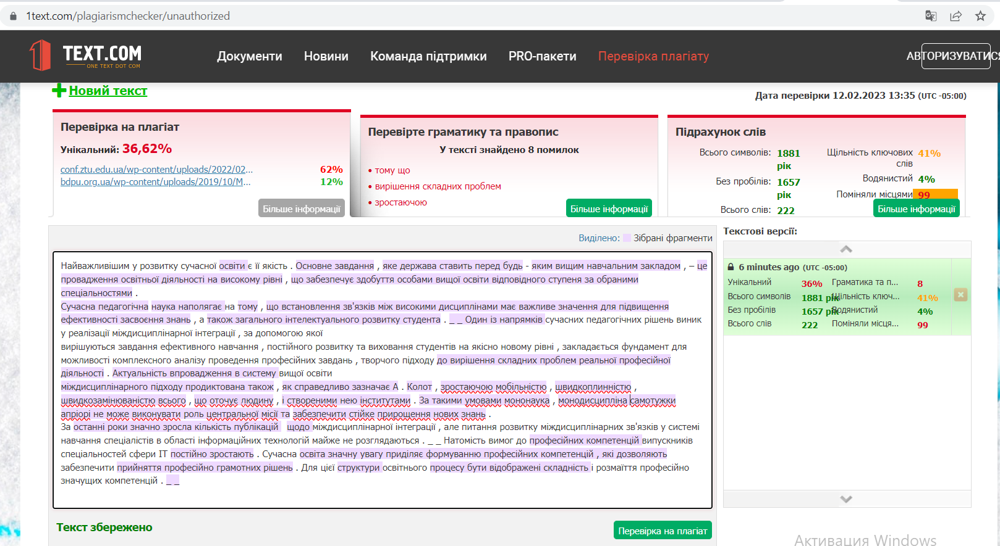 1text.com/plagiarismchecker/unauthorized
TEXT.COM
ONE TEXT DOT COM
Документи Новини Команда підтримки PRO-пакети Перевірка плагіату АВТОРИЗУВАТИСЯ
Новий текст
Дата перевірки 12.02.2023 13:35 (UTC -05:00)
Перевірка на плагіат
Унікальний: 36,62%
conf.ztu.edu.ua/wp-content/uploads/2022/02... 62%
bdpu.org.ua/wp-content/uploads/2019/10/M... 12%
Більше інформації
Перевірте граматику та правопис
У тексті знайдено 8 помилок
• тому що
• вирішення складних проблем
• зростаючою
Більше інформації
Підрахунок слів
Всього символів: 1881 рік
Без пробілів: 1657 рік
Всього слів: 222
Щільність ключових слів 41%
Водянистий 4%
Поміняли місцями 99
Більше інформації
Виділено: Зібрані фрагменти
Найважливішим у розвитку сучасної освіти є її якість . Основне завдання , яке держава ставить перед будь - яким вищим навчальним закладом , – це
провадження освітньої діяльності на високому рівні , що забезпечує здобуття особами вищої освіти відповідного ступеня за обраними
спеціальностями .
Сучасна педагогічна наука наполягає на тому , що встановлення зв'язків між високими дисциплінами має важливе значення для підвищення
ефективності засвоєння знань , а також загального інтелектуального розвитку студента . _ _ Один із напрямків сучасних педагогічних рішень виник
у реалізації міждисциплінарної інтеграції , за допомогою якої
вирішуються завдання ефективного навчання , постійного розвитку та виховання студентів на якісно новому рівні , закладається фундамент для
можливості комплексного аналізу проведення професійних завдань , творчого підходу до вирішення складних проблем реальної професійної
діяльності . Актуальність впровадження в систему вищої освіти
міждисциплінарного підходу продиктована також , як справедливо зазначає А . Колот , зростаючою мобільністю , швидкоплинністю ,
швидкозамінюваністю всього , що оточує людину , і створеними нею інститутами . За такими умовами мононаука , монодисципліна самотужки
апріорі не може виконувати роль центральної місії та забезпечити стійке прирощення нових знань .
За останні роки значно зросла кількість публікацій щодо міждисциплінарної інтеграції , але питання розвитку міждисциплінарних зв'язків у системі
навчання спеціалістів в області інформаційних технологій майже не розглядаються . _ _ Натомість вимог до професійних компетенцій випускників
спеціальностей сфери ІТ постійно зростають . Сучасна освіта значну увагу приділяє формуванню професійних компетенцій , які дозволяють
забезпечити прийняття професійно грамотних рішень . Для цієї структури освітнього процесу бути відображені складність і розмаїття професійно
значущих компетенцій . _ _
Текст збережено
Перевірка на плагіат
Текстові версії:
6 minutes ago (UTC -05:00)
Унікальний 36% Граматика та п... 8
Всього символів 1881 рік Щільність ключ... 41%
Без пробілів 1657 рік Водянистий 4%
Всього слів 222 Поміняли місця... 99
Активация Windows